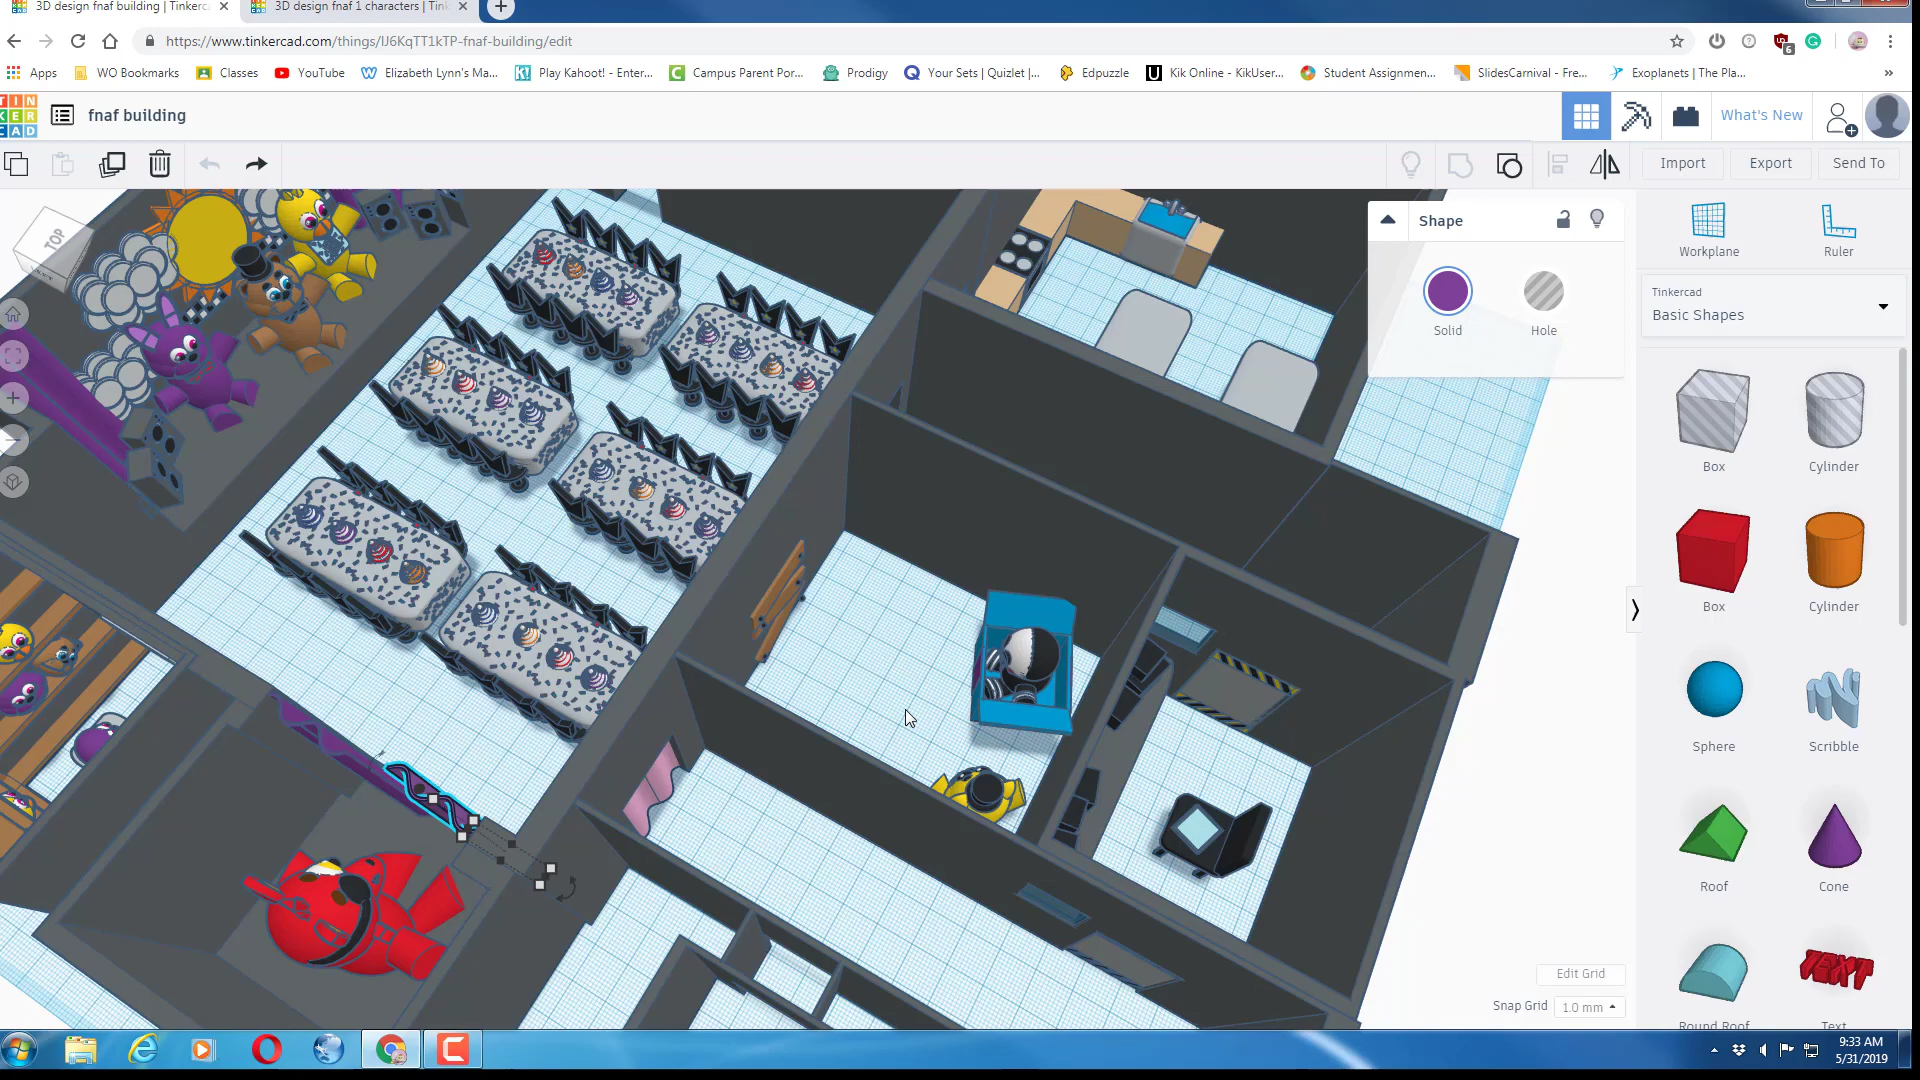 3D design fnaf building | Tinkerc
3D design fnaf 1 characters | Tin
https://www.tinkercad.com/things/IJ6KqTT1kTP-fnaf-building/edit
Apps
WO Bookmarks
Classes
YouTube
Elizabeth Lynn's Ma...
Play Kahoot! - Enter...
Campus Parent Por...
Prodigy
Your Sets | Quizlet |...
Edpuzzle
Kik Online - KikUser...
Student Assignmen...
SlidesCarnival - Fre...
Exoplanets | The Pla...
»
6
TIN
KER
CAD
fnaf building
What's New
Import
Export
Send To
TOP
Shape
Solid
Hole
Workplane
Ruler
Tinkercad
Basic Shapes
Box
Cylinder
Box
Cylinder
Sphere
Scribble
Roof
Cone
TEXT
Round Roof
Text
Edit Grid
Snap Grid
1.0 mm
9:33 AM
5/31/2019